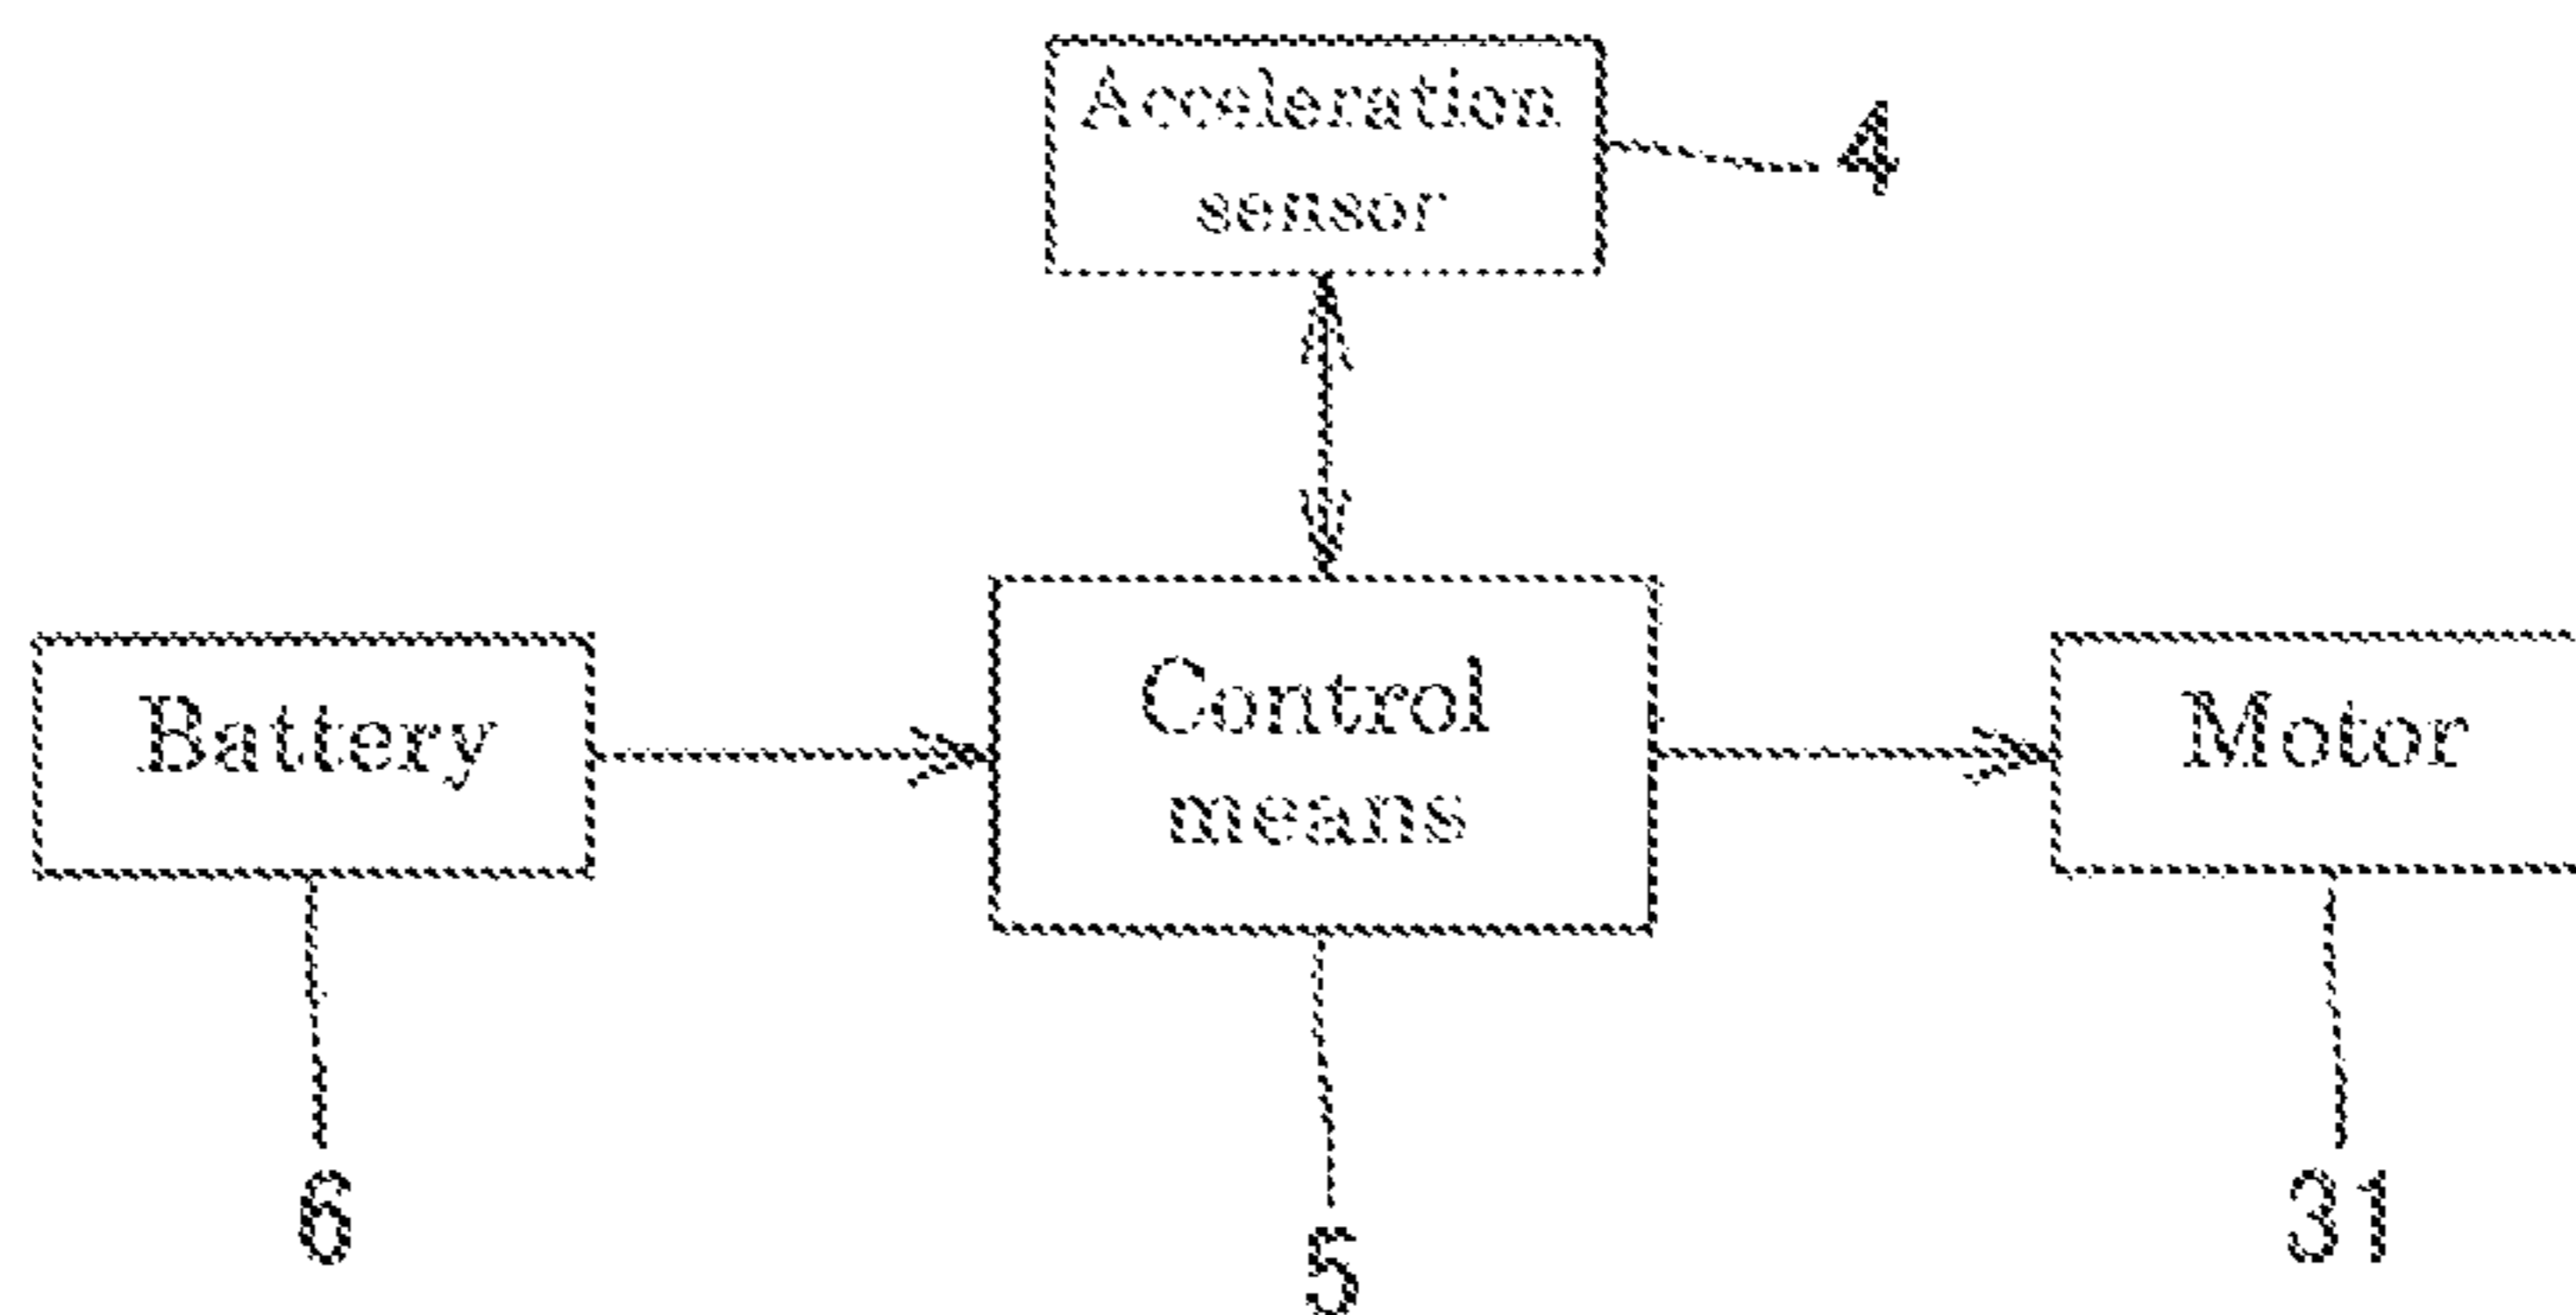 Acceleration
sensor
4
Battery
Control
means
Motor
6
5
31